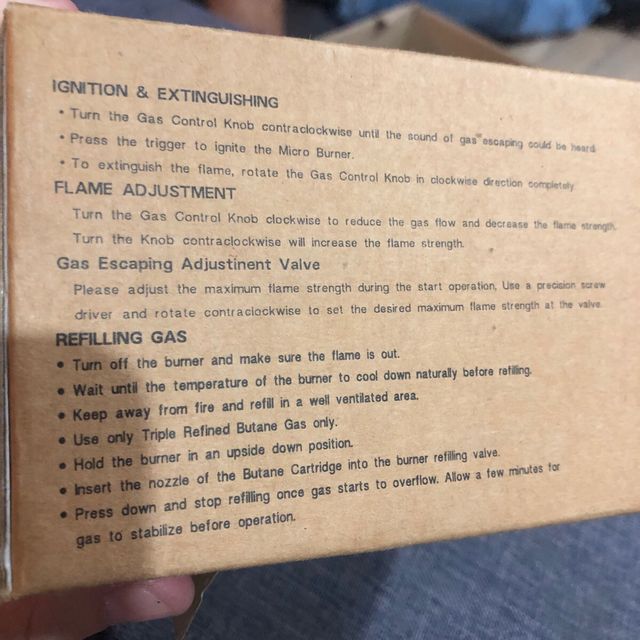 IGNITION & EXTINGUISHING
• Turn the Gas Control Knob contraclockwise until the sound of gas escaping could be heard
• Press the trigger to ignite the Micro Burner.
• To extinguish the flame, rotate the Gas Control Knob in clockwise direction completely.
FLAME ADJUSTMENT
Turn the Gas Control Knob clockwise to reduce the gas flow and decrease the flame strength.
Turn the Knob contraclockwise will increase the flame strength.
Gas Escaping Adjustinent Valve
Please adjust the maximum flame strength during the start operation, Use a precision screw
driver and rotate contraclockwise to set the desired maximum flame strength at the valve.
REFILLING GAS
• Turn off the burner and make sure the flame is out.
• Wait until the temperature of the burner to cool down naturally before refilling.
• Keep away from fire and refill in a well ventilated area.
• Use only Triple Refined Butane Gas only.
• Hold the burner in an upside down position.
• Insert the nozzle of the Butane Cartridge into the burner refilling valve.
• Press down and stop refilling once gas starts to overflow. Allow a few minutes for
gas to stabilize before operation.